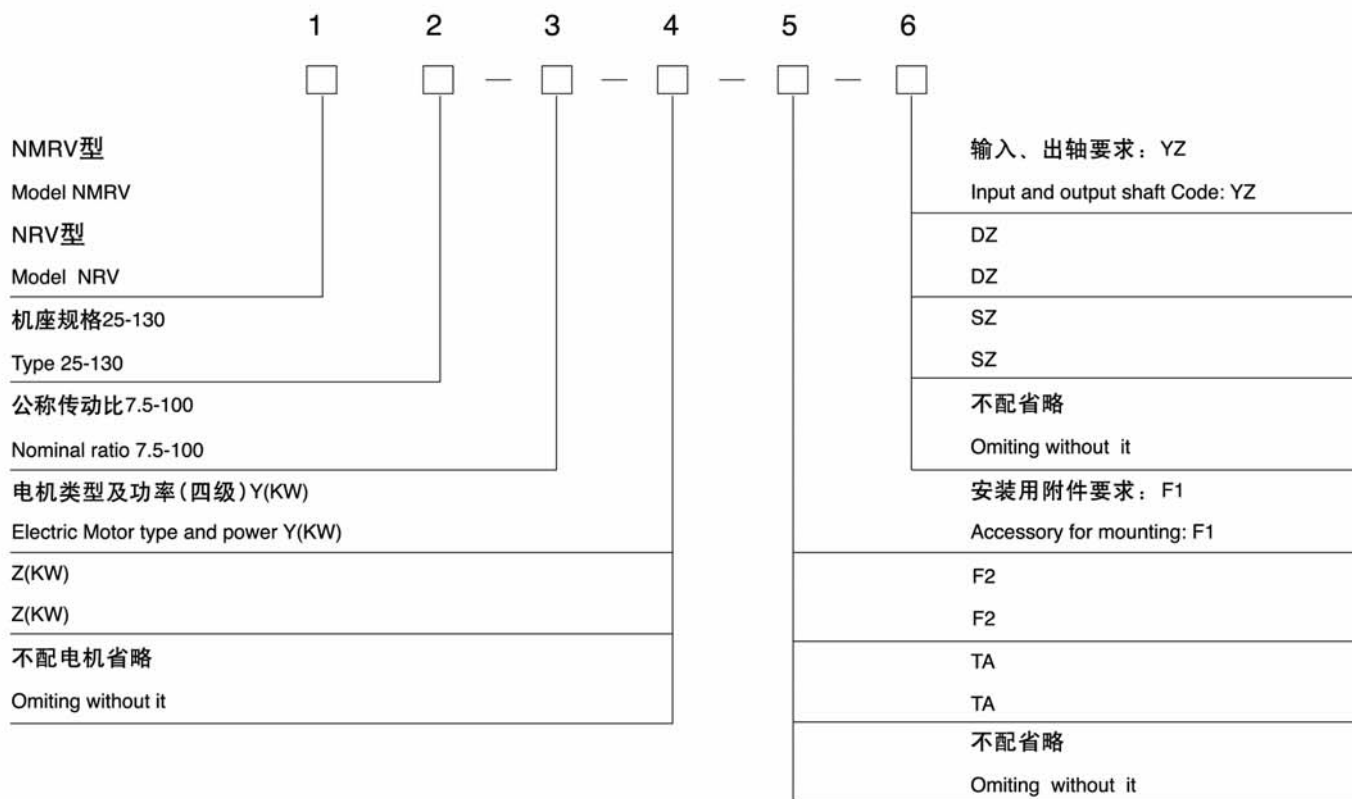 1 2 3 4 5 6
NMRV型
Model NMRV
NRV型
Model NRV
机座规格25-130
Type 25-130
公称传动比7.5-100
Nominal ratio 7.5-100
电机类型及功率(四级)Y(KW)
Electric Motor type and power Y(KW)
Z(KW)
Z(KW)
不配电机省略
Omiting without it
输入、出轴要求：YZ
Input and output shaft Code: YZ
DZ
DZ
SZ
SZ
不配省略
Omiting without it
安装用附件要求：F1
Accessory for mounting: F1
F2
F2
TA
TA
不配省略
Omiting without it